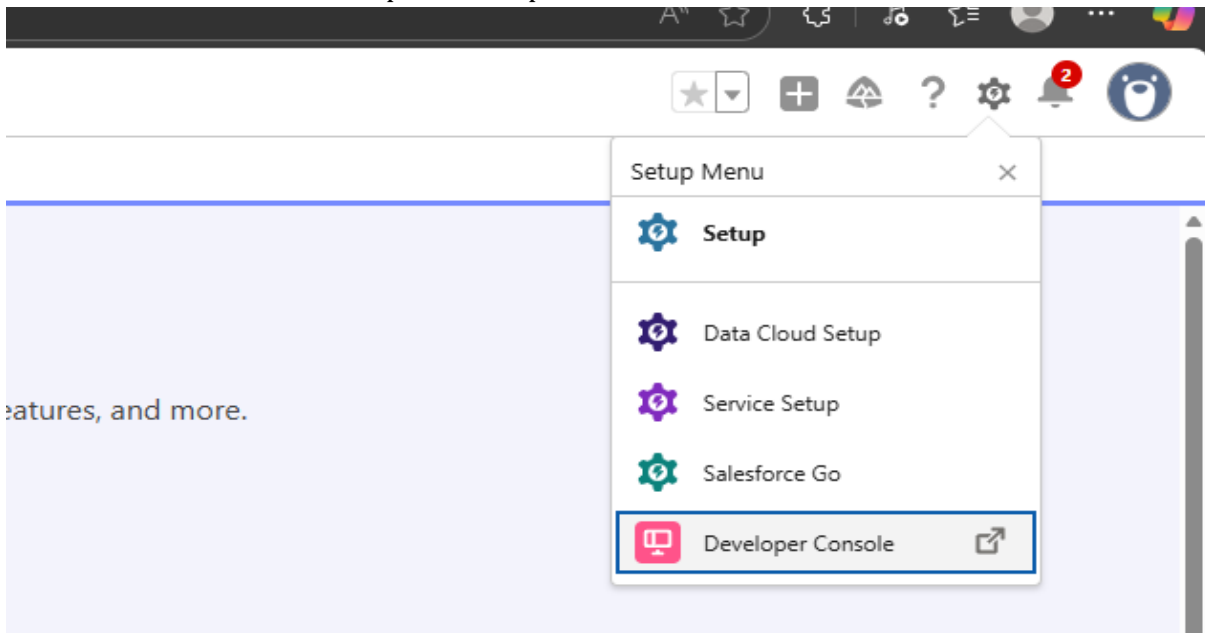 2
Setup Menu
Setup
Data Cloud Setup
eatures, and more.
Service Setup
Salesforce Go
Developer Console